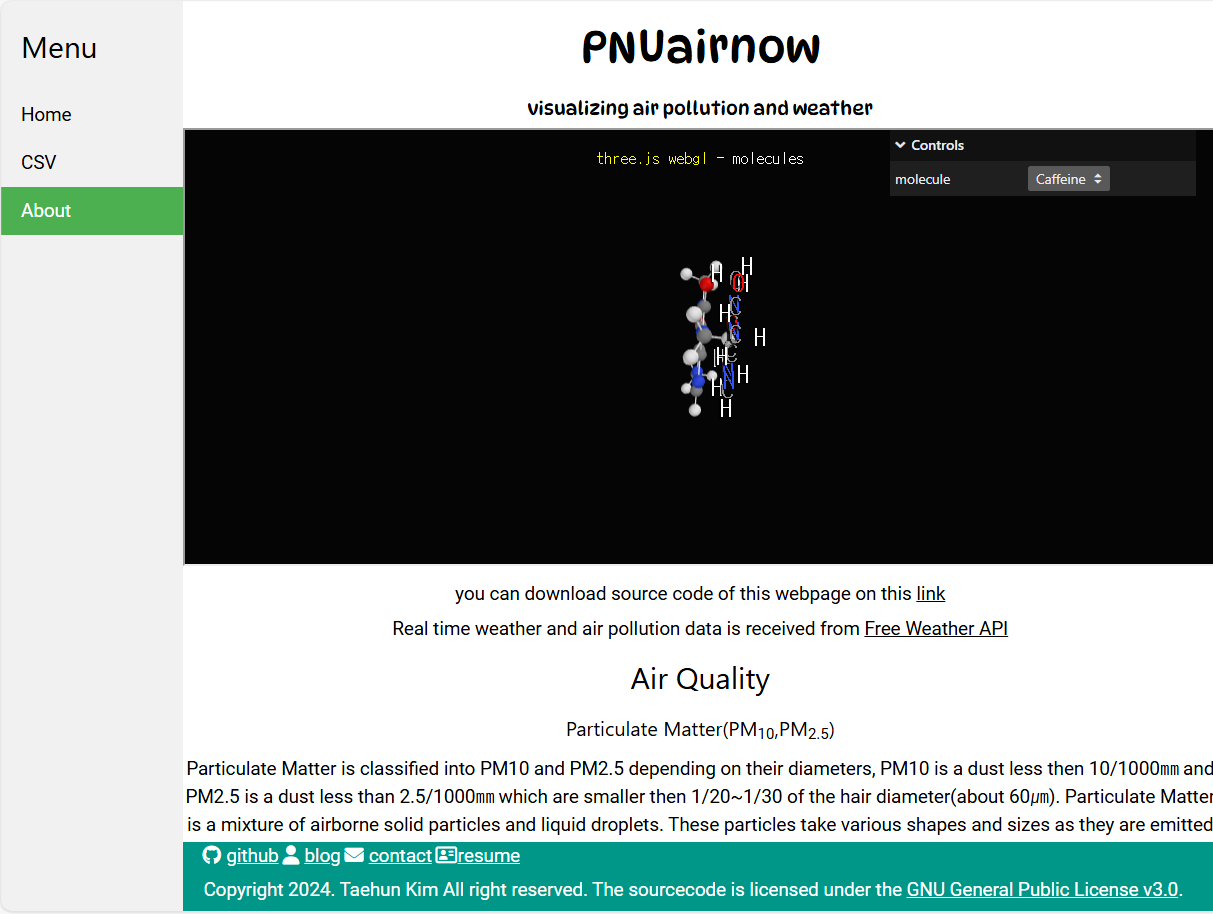 Menu
Home
CSV
About
PNUairnow
visualizing air pollution and weather
three.js webgl - molecules
Controls
molecule
Caffeine
H
H
H
C
O
H
N
C
H
N
C
H
C
H
H
N
H
H
C
H
you can download source code of this webpage on this link
Real time weather and air pollution data is received from Free Weather API
Air Quality
Particulate Matter(PM10,PM2.5)
Particulate Matter is classified into PM10 and PM2.5 depending on their diameters, PM10 is a dust less then 10/1000㎜ and
PM2.5 is a dust less than 2.5/1000㎜ which are smaller then 1/20~1/30 of the hair diameter(about 60㎛). Particulate Matter
is a mixture of airborne solid particles and liquid droplets. These particles take various shapes and sizes as they are emitted
github blog contact resume
Copyright 2024. Taehun Kim All right reserved. The sourcecode is licensed under the GNU General Public License v3.0.